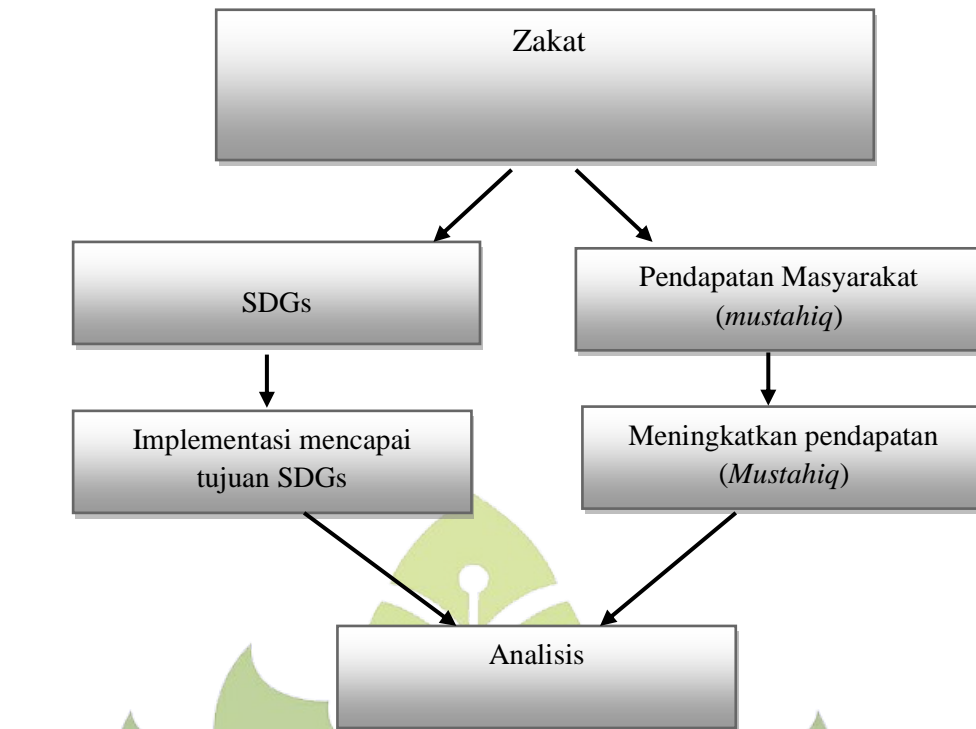 Zakat
SDGs
Pendapatan Masyarakat
(mustahiq)
Implementasi mencapai
tujuan SDGs
Meningkatkan pendapatan
(Mustahiq)
Analisis